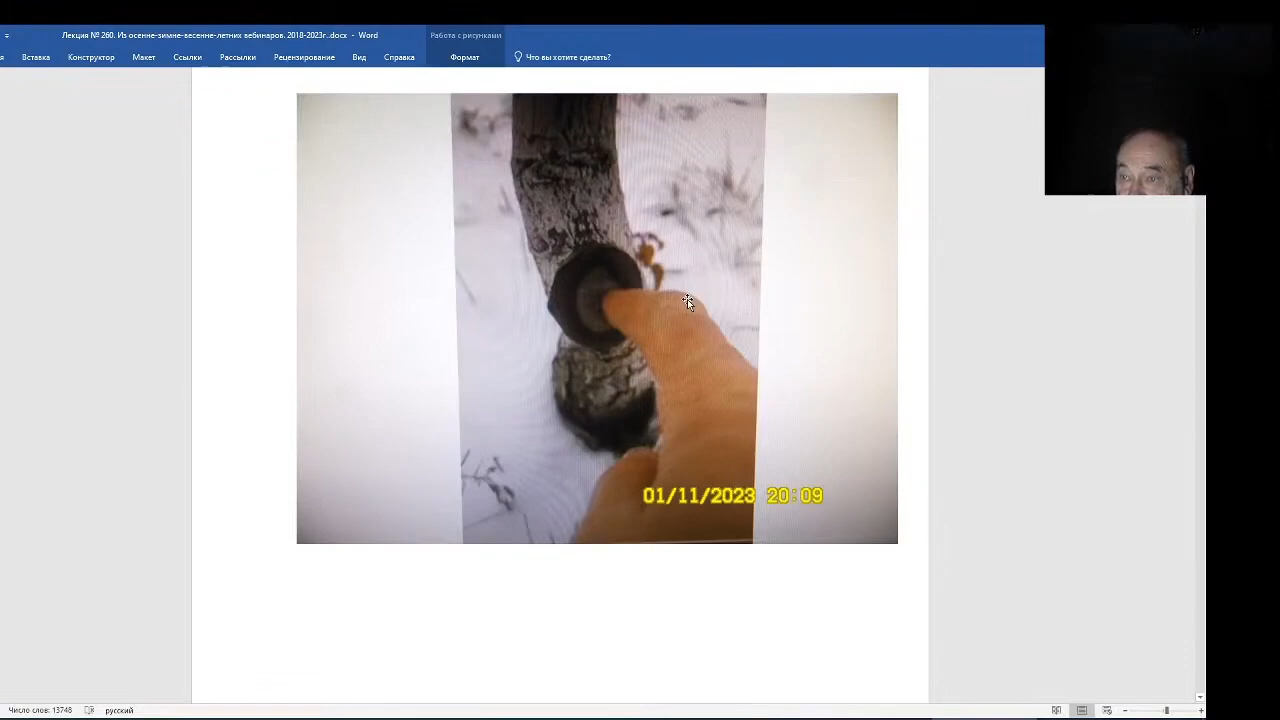 Лекция № 260. Из осенне-зимне-весенне-летних вебинаров. 2018-2023г..docx - Word
Работа с рисунками
Вставка Конструктор Макет Ссылки Рассылки Рецензирование Вид Справка Формат Что вы хотите сделать?
01/11/2023 20:09
Число слов: 13748 русский